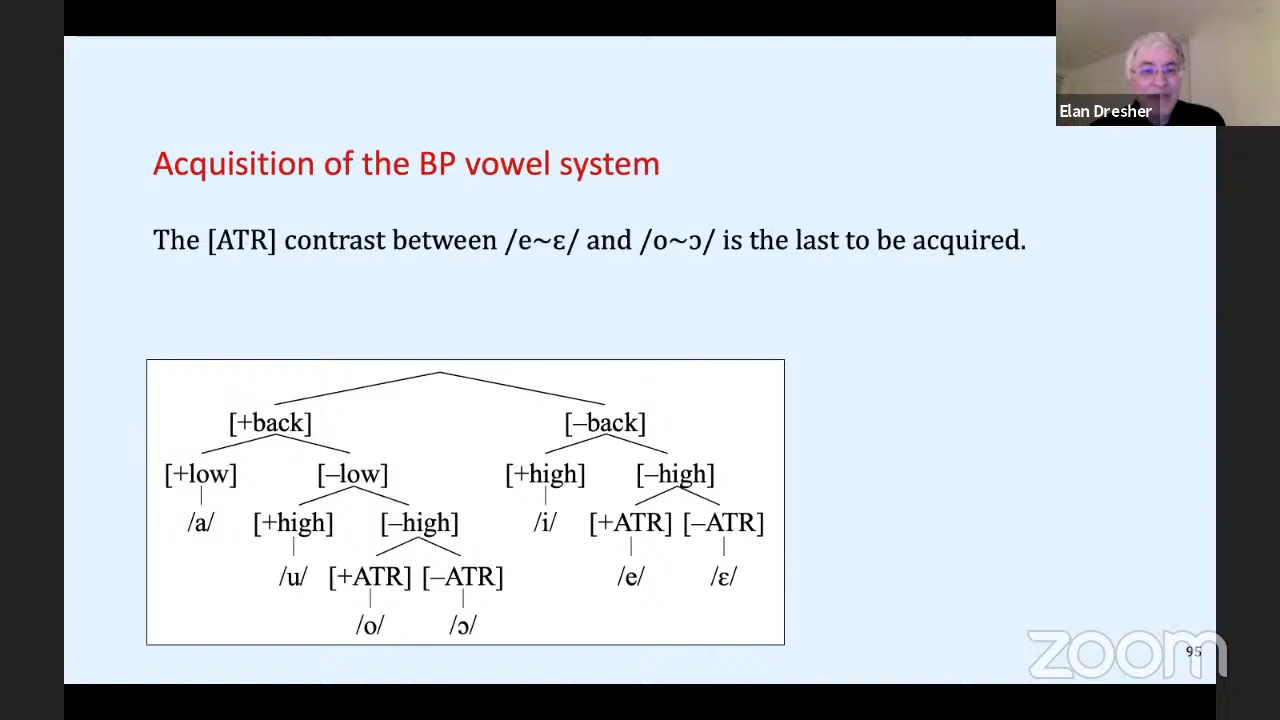 Elan Dresher
Acquisition of the BP vowel system
The [ATR] contrast between /e~ɛ/ and /o~ɔ/ is the last to be acquired.
[+back] [–back]
[+low] [–low] [+high] [–high]
/a/ [+high] [–high] /i/ [+ATR] [–ATR]
/u/ [+ATR] [–ATR] /e/ /ɛ/
/o/ /ɔ/
zoom
95